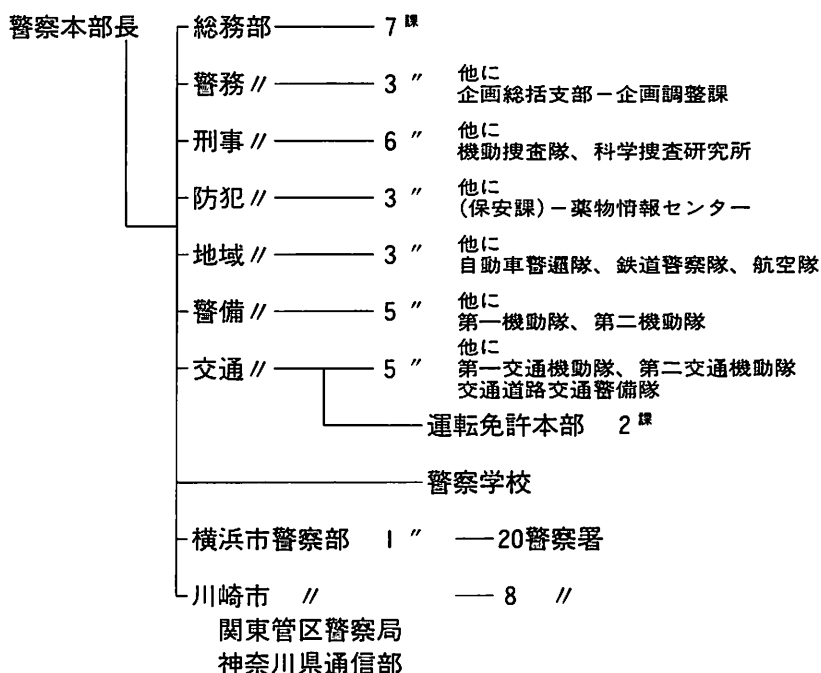 警察本部長 総務部 7課
警務〃 3〃 他に
企画総括支部－企画調整課
刑事〃 6〃 他に
機動捜査隊、科学捜査研究所
防犯〃 3〃 他に
(保安課)－薬物情報センター
地域〃 3〃 他に
自動車警邏隊、鉄道警察隊、航空隊
警備〃 5〃 他に
第一機動隊、第二機動隊
交通〃 5〃 他に
第一交通機動隊、第二交通機動隊
交通道路交通警備隊
運転免許本部 2課
警察学校
横浜市警察部 1〃 20警察署
川崎市 〃 8 〃
関東管区警察局
神奈川県通信部